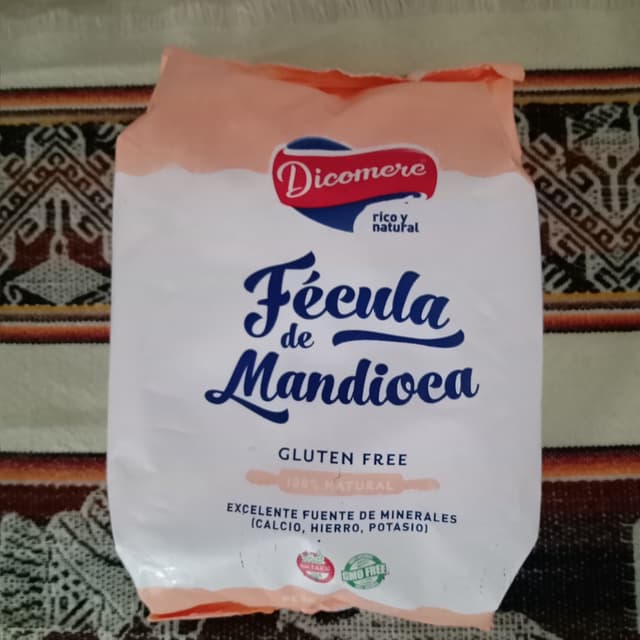 Dicomere
rico y
natural
Fécula
de
Mandioca
GLUTEN FREE
100% NATURAL
EXCELENTE FUENTE DE MINERALES
(CALCIO, HIERRO, POTASIO)
SIN T.A.C.C.
GMO FREE